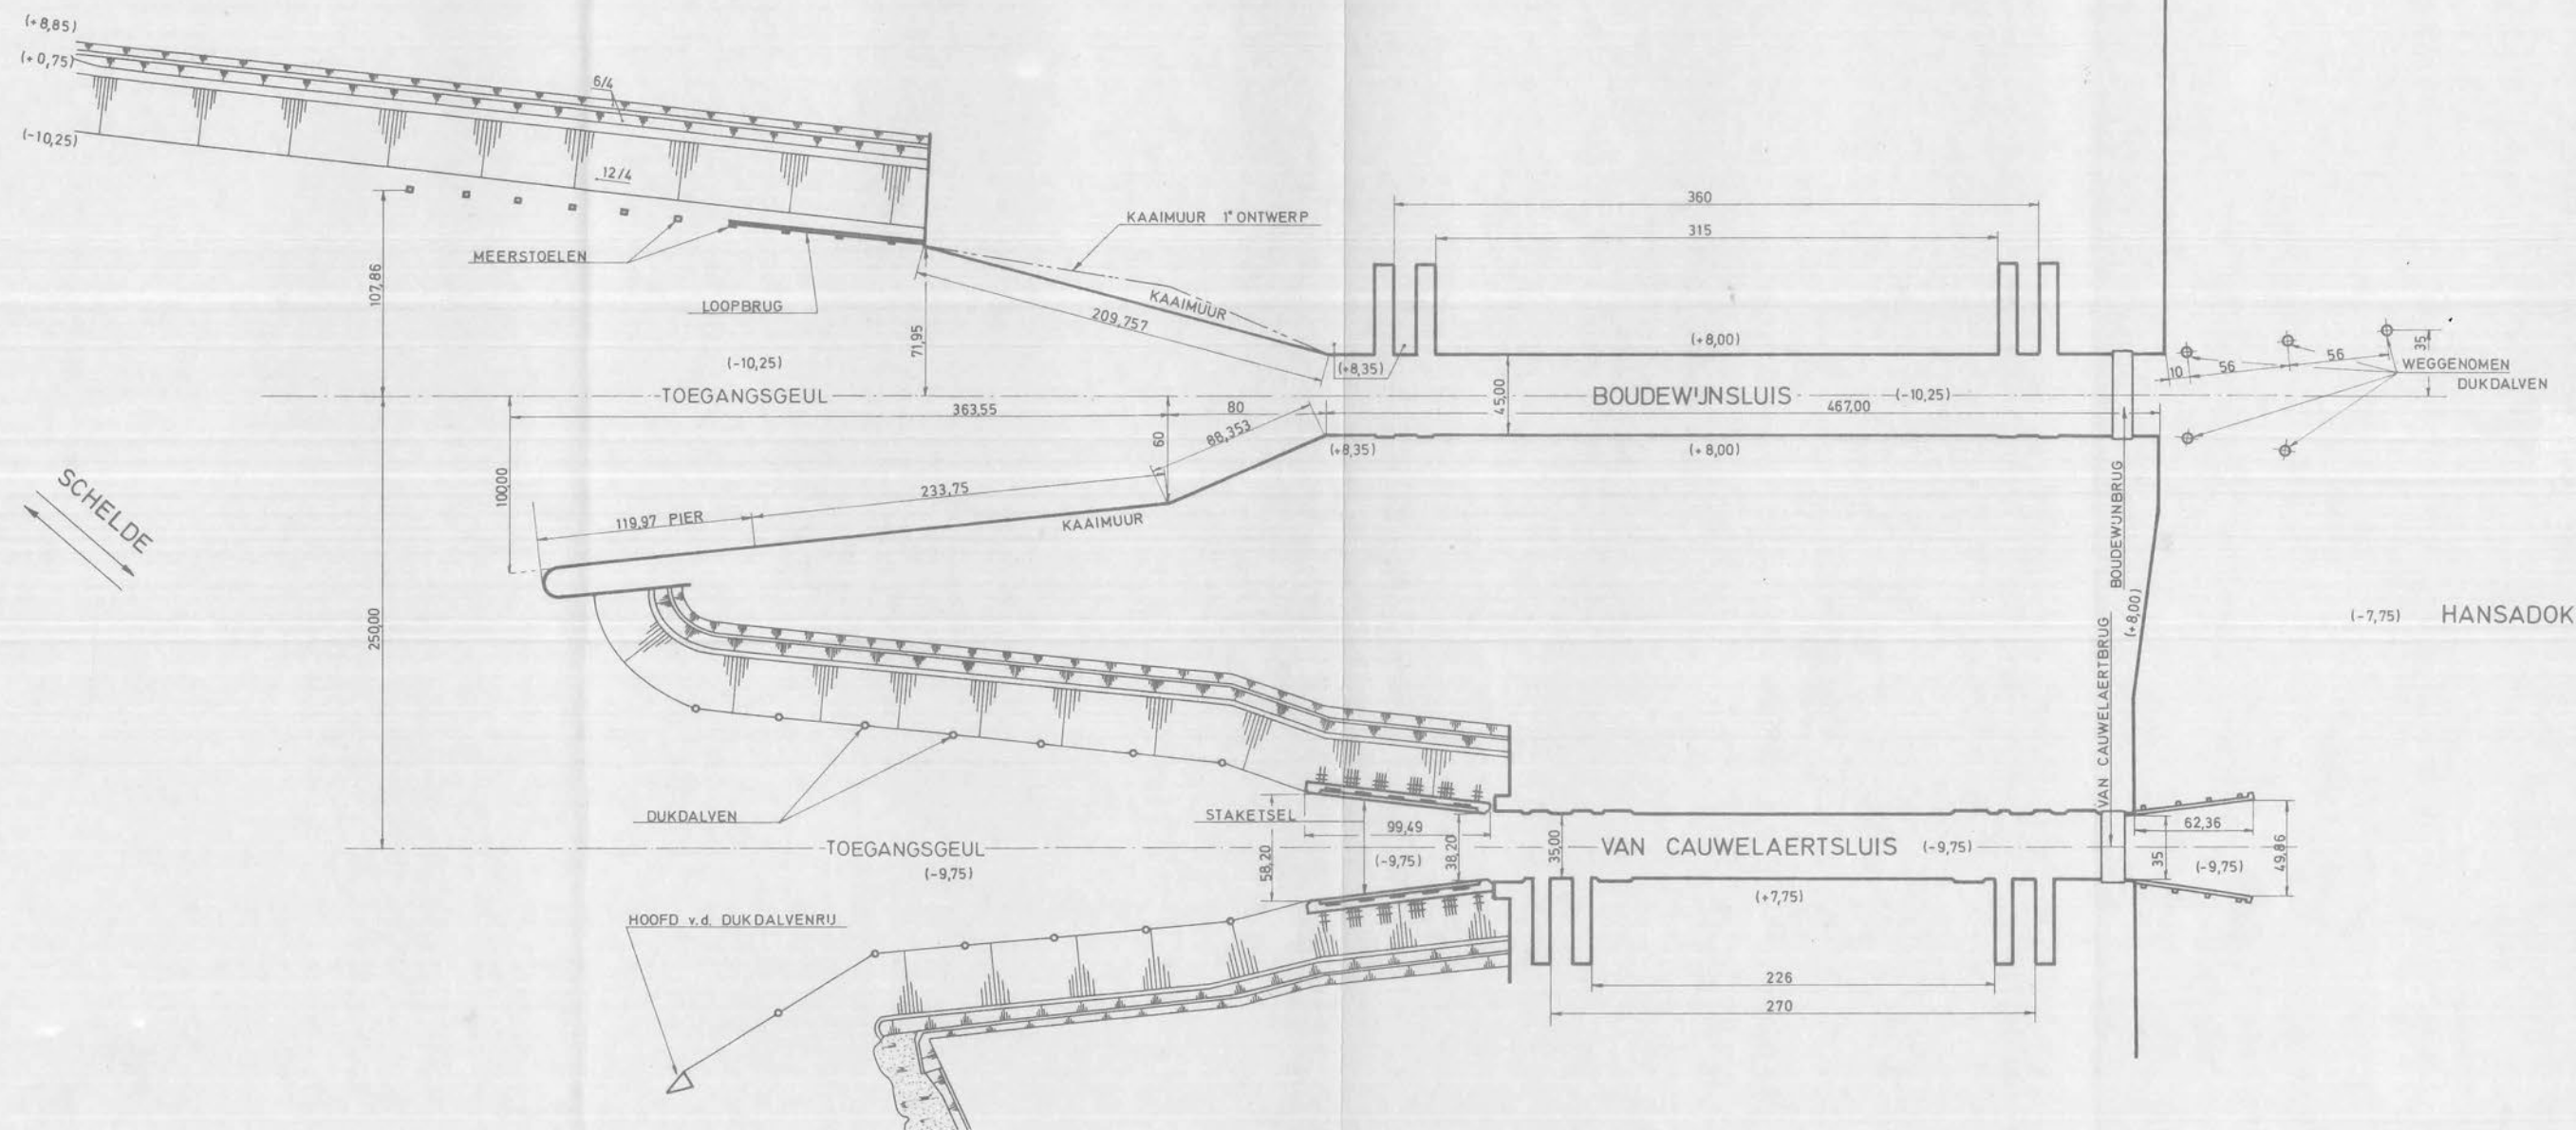 (+8,85)
(+0,75)
(-10,25)
6/4
12/4
MEERSTOELEN
LOOPBRUG
107,86
71,95
(-10,25)
KAAIMUUR 1° ONTWERP
KAAIMUUR
209,757
360
315
(+8,00)
(+8,35)
TOEGANGSGEUL
363,55
80
45,00
BOUDEWIJNSLUIS
(-10,25)
467,00
10
56
56
35
WEGGENOMEN
DUKDALVEN
88,353
60
(+8,35)
(+8,00)
100,00
233,75
119,97 PIER
KAAIMUUR
SCHELDE
250,00
BOUDEWIJNBRUG
(+8,00)
VAN CAUWELAERTBRUG
(-7,75)
HANSADOK
DUKDALVEN
STAKETSEL
TOEGANGSGEUL
(-9,75)
58,20
99,49
(-9,75)
38,20
35,00
VAN CAUWELAERTSLUIS
(-9,75)
62,36
35
(-9,75)
49,86
(+7,75)
HOOFD v.d. DUKDALVENRIJ
226
270